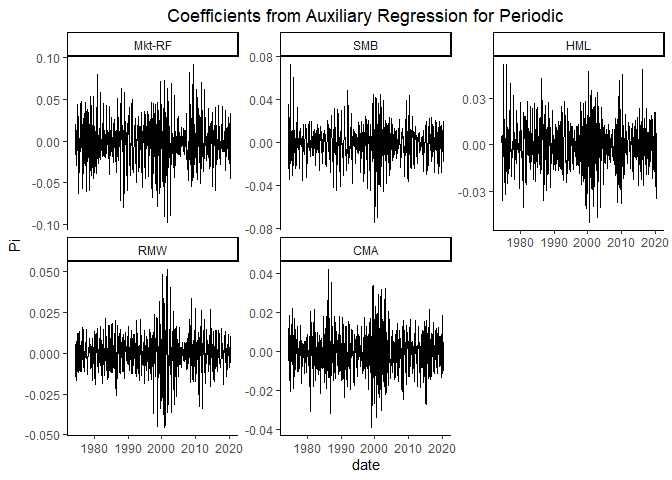 Coefficients from Auxiliary Regression for Periodic
Mkt-RF
SMB
HML
0.10
0.05
0.00
-0.05
-0.10
0.08
0.04
0.00
-0.04
-0.08
0.03
0.00
-0.03
1980 1990 2000 2010 2020
Pi
RMW
CMA
0.050
0.025
0.000
-0.025
-0.050
0.04
0.02
0.00
-0.02
-0.04
1980 1990 2000 2010 2020
1980 1990 2000 2010 2020
date